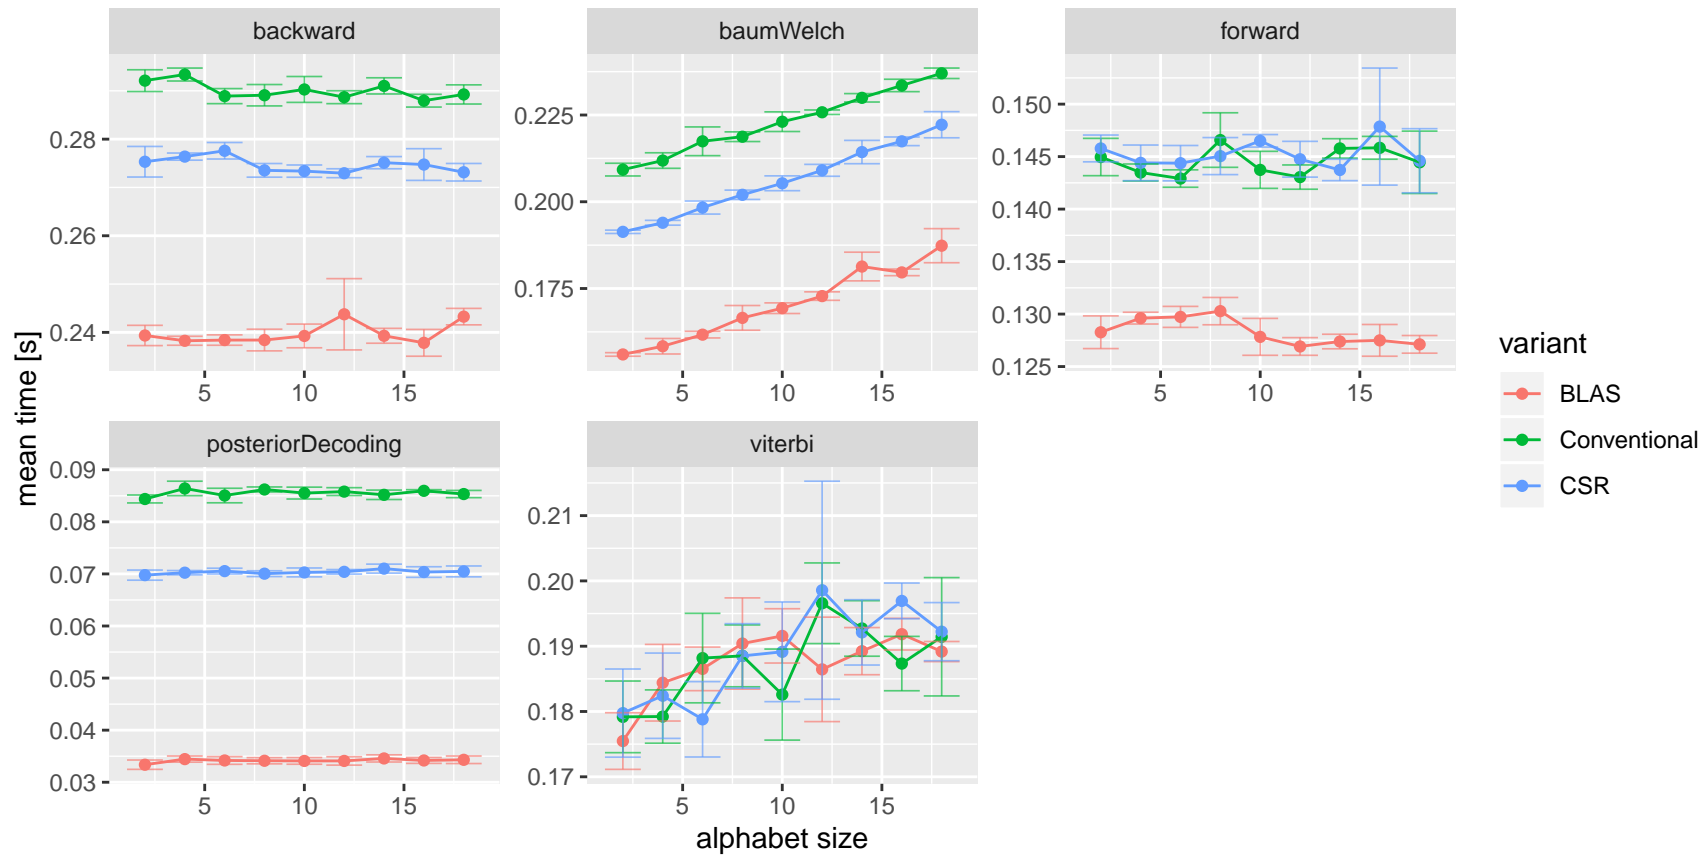 backward
baumWelch
forward
0.28
0.26
0.24
5 10 15
0.225
0.200
0.175
5 10 15
0.150
0.145
0.140
0.135
0.130
0.125
5 10 15
mean time [s]
posteriorDecoding
viterbi
0.09
0.08
0.07
0.06
0.05
0.04
0.03
5 10 15
0.21
0.20
0.19
0.18
0.17
5 10 15
alphabet size
variant
BLAS
Conventional
CSR